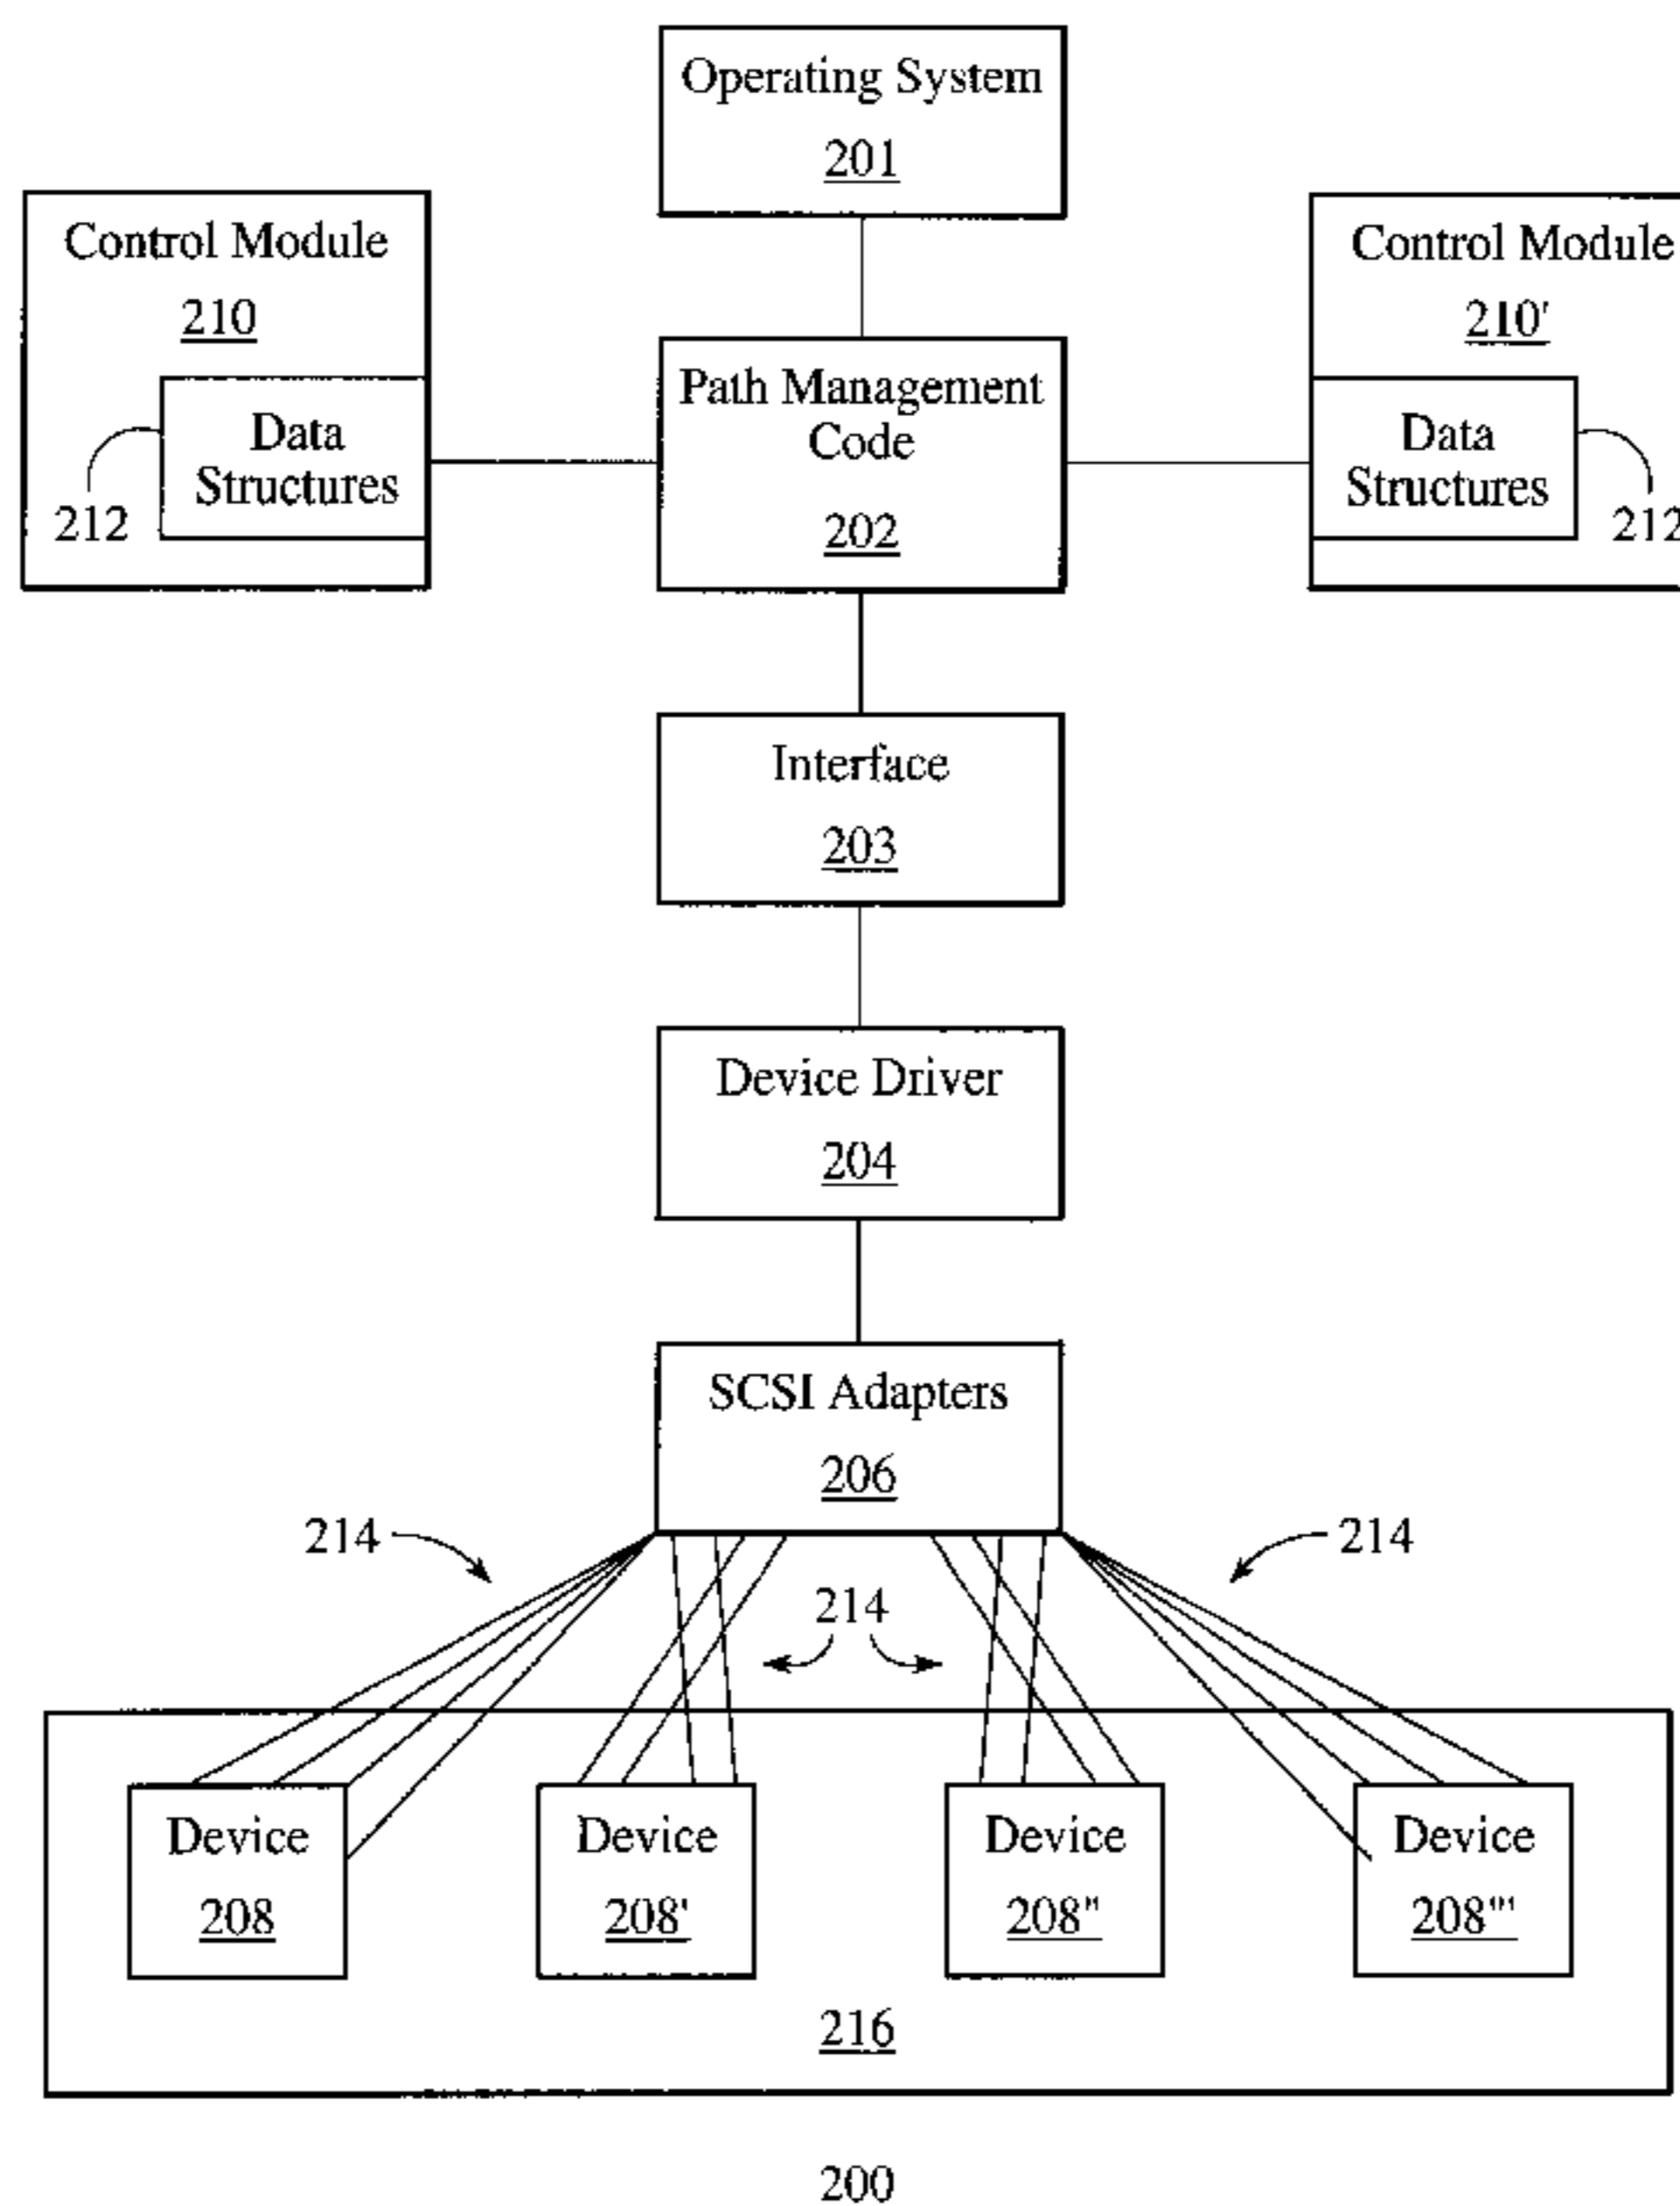 Operating System
201
Control Module
210
Data
Structures
212
Path Management
Code
202
Control Module
210'
Data
Structures
212
Interface
203
Device Driver
204
SCSI Adapters
206
214
214
214
Device
208
Device
208'
Device
208"
Device
208"'
216
200